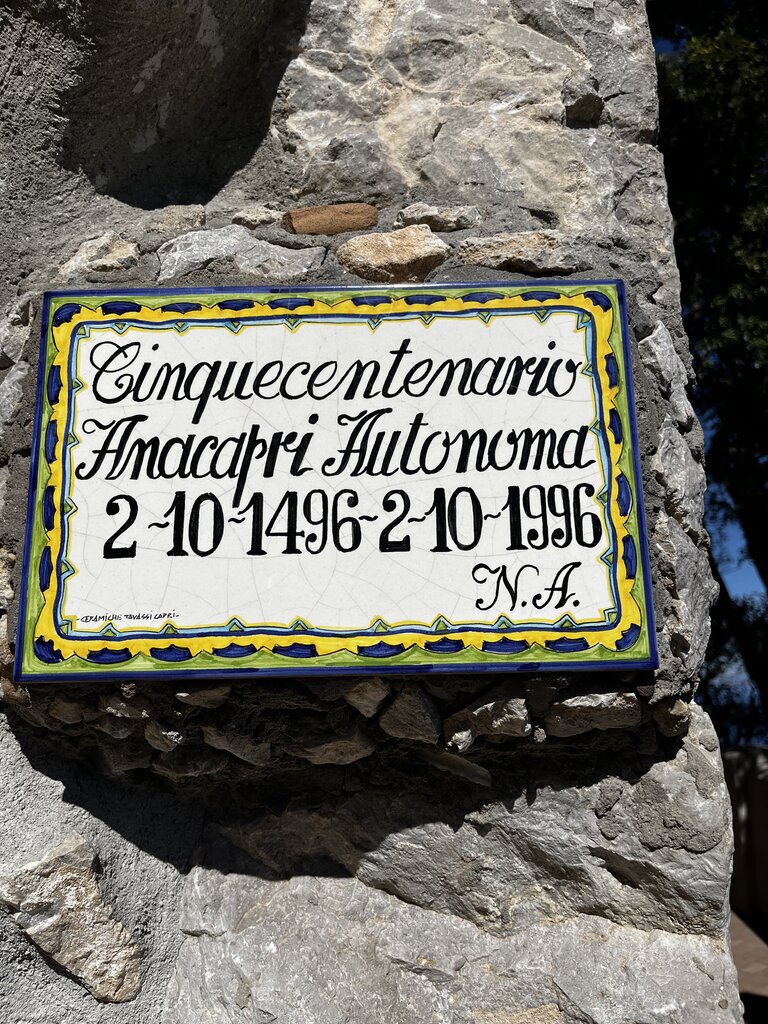 Cinquecentenario
Anacapri Autonoma
2~10~1496~2~10~1996
N.A.
-CERAMICHE TAVASSI CAPRI-